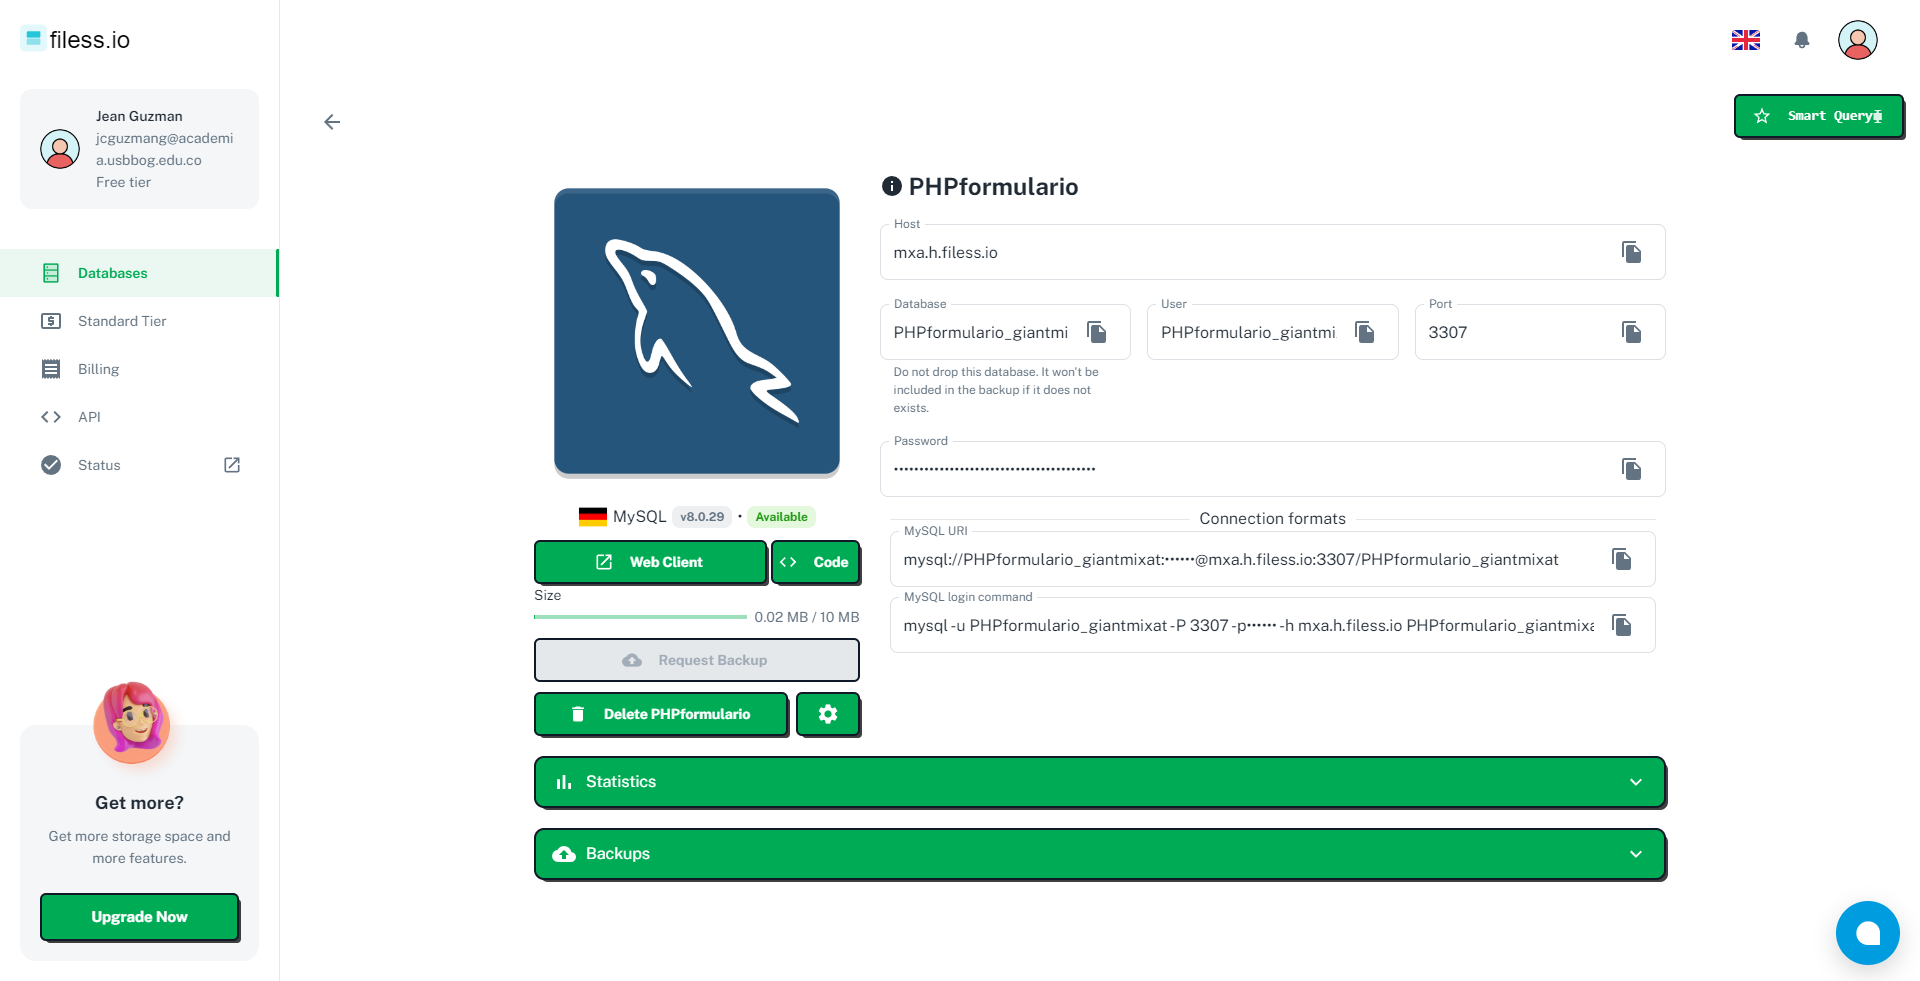 filess.io
Jean Guzman
jcguzmang@academi
a.usbbog.edu.co
Free tier
Databases
Standard Tier
Billing
API
Status
Get more?
Get more storage space and
more features.
Upgrade Now
Smart Query
PHPformulario
Host
mxa.h.filess.io
Database
PHPformulario_giantmi
User
PHPformulario_giantmi
Port
3307
Do not drop this database. It won't be
included in the backup if it does not
exists.
Password
••••••••••••••••••••••••••••••••••••••••
MySQL v8.0.29 • Available
Web Client
Code
Size
0.02 MB / 10 MB
Request Backup
Delete PHPformulario
Connection formats
MySQL URI
mysql://PHPformulario_giantmixat:••••••@mxa.h.filess.io:3307/PHPformulario_giantmixat
MySQL login command
mysql -u PHPformulario_giantmixat -P 3307 -p•••••• -h mxa.h.filess.io PHPformulario_giantmixa
Statistics
Backups